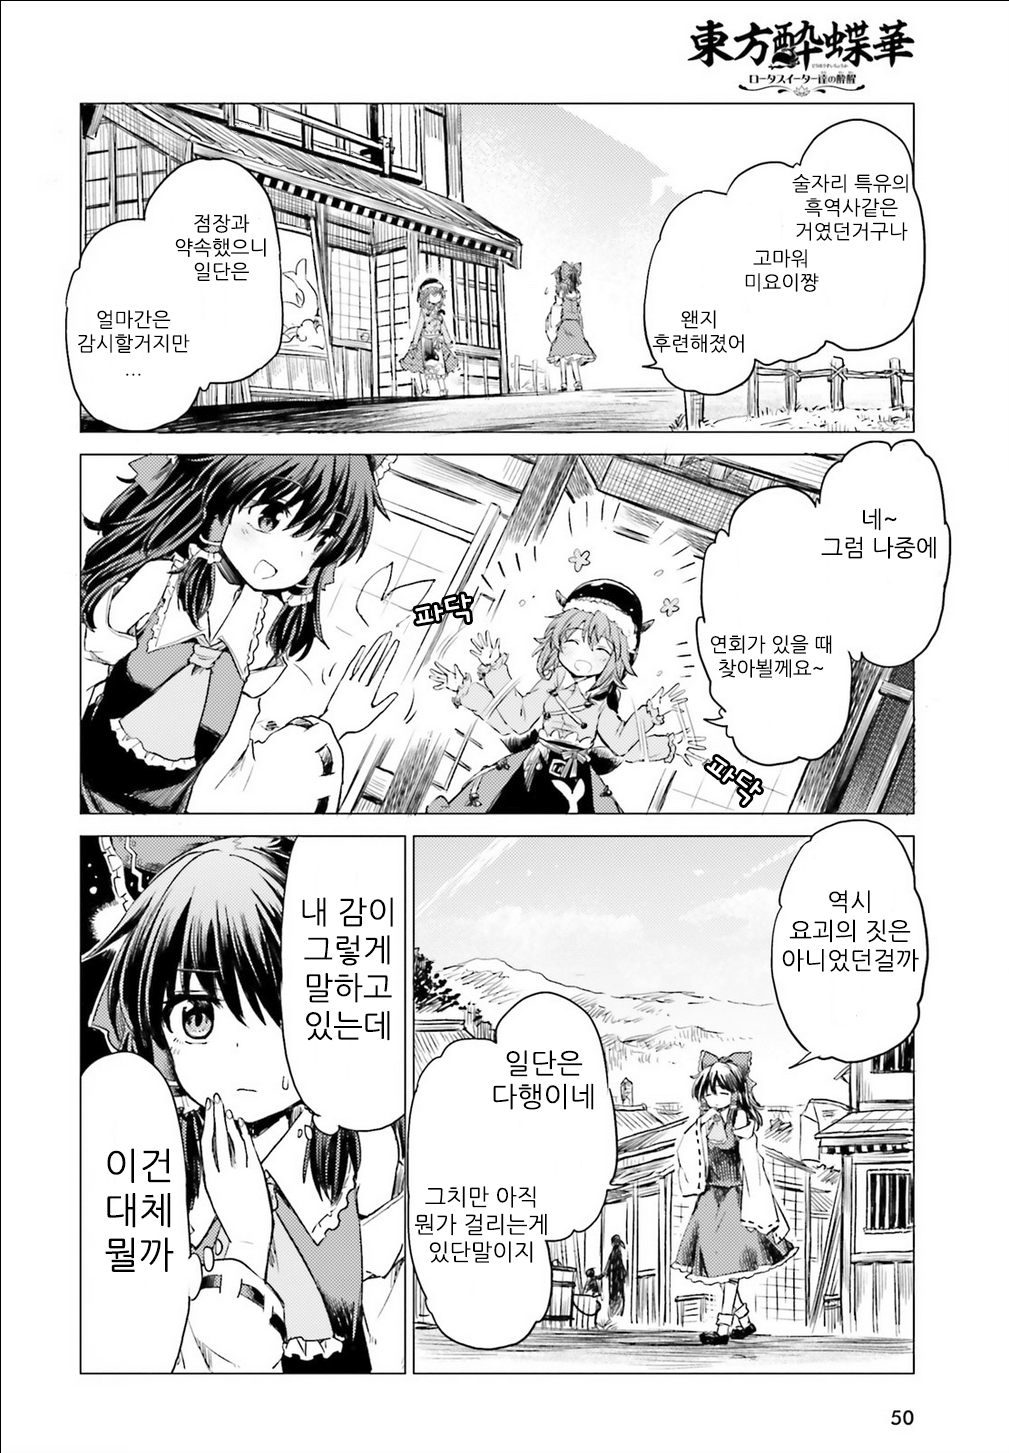 東方酔蝶華
ロータスイーター達の酔醒
술자리 특유의
흑역사같은
거였던거구나
고마워
미요이쨩
왠지
후련해졌어
점장과
약속했으니
일단은
얼마간은
감시할거지만
...
네~
그럼 나중에
연회가 있을 때
찾아뵐께요~
파닥
파닥
역시
요괴의 짓은
아니었던걸까
일단은
다행이네
그치만 아직
뭔가 걸리는게
있단말이지
내 감이
그렇게
말하고
있는데
이건
대체
뭘까
50